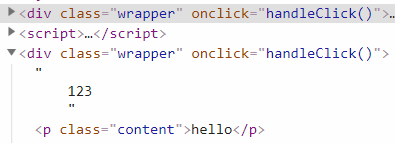 ▶<div class="wrapper" onclick="handleClick()">…
▶<script>…</script>
▼<div class="wrapper" onclick="handleClick()">
"
123
"
<p class="content">hello</p>